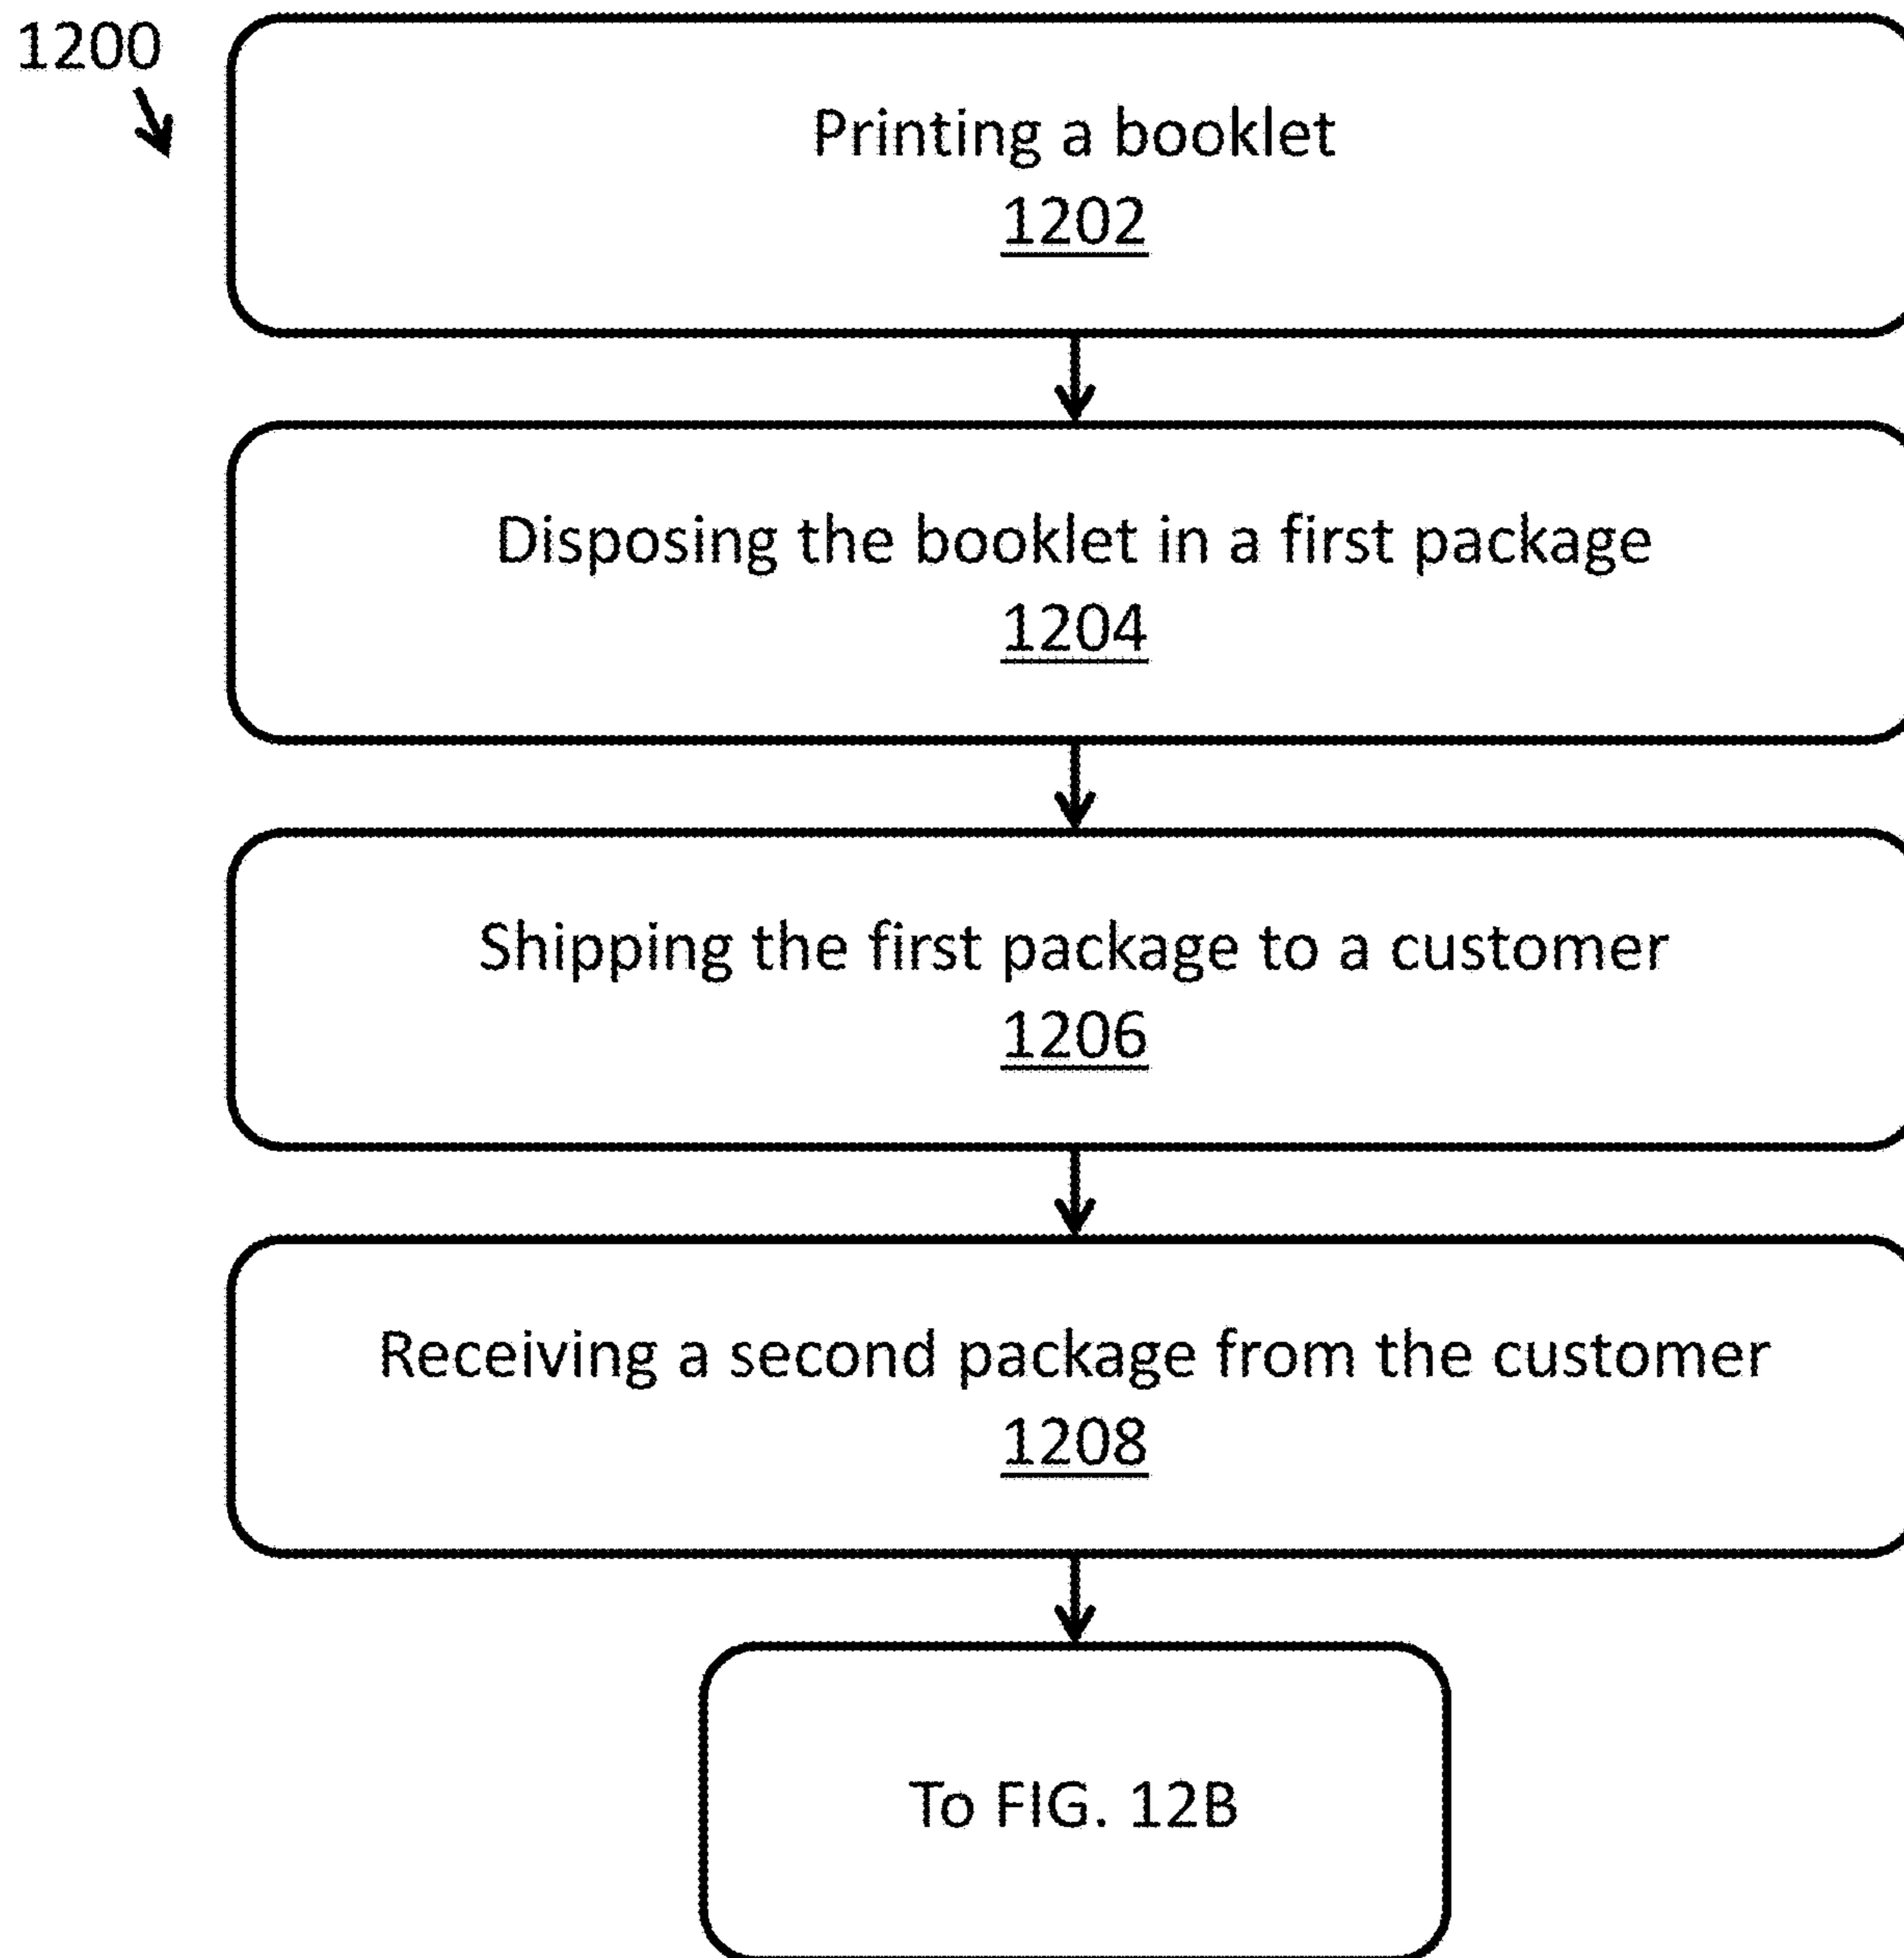 1200
Printing a booklet
1202
Disposing the booklet in a first package
1204
Shipping the first package to a customer
1206
Receiving a second package from the customer
1208
To FIG. 12B